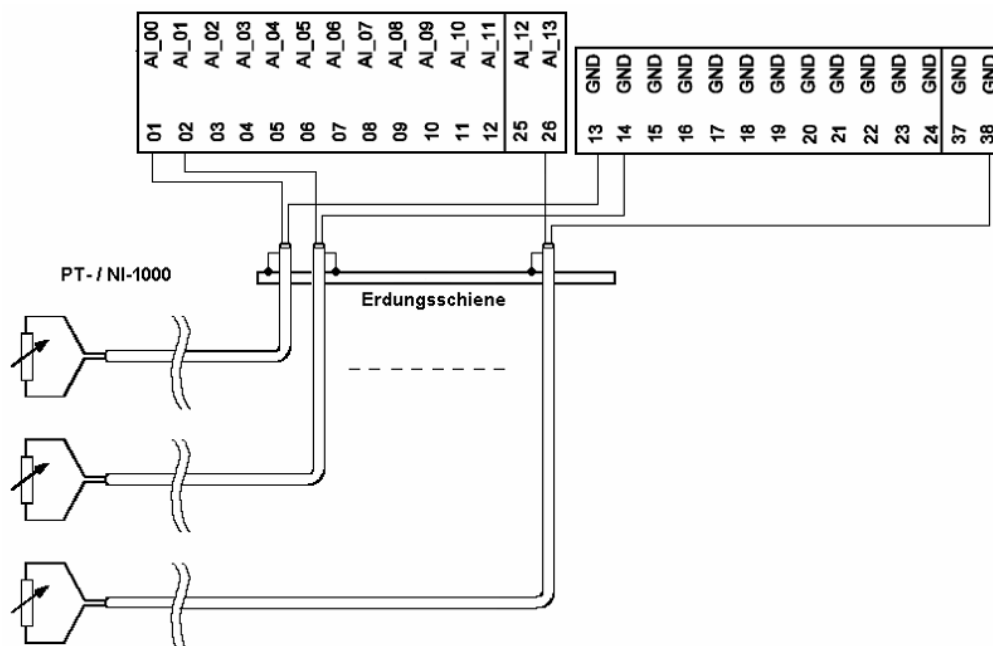 AI_00 AI_01 AI_02 AI_03 AI_04 AI_05 AI_06 AI_07 AI_08 AI_09 AI_10 AI_11 AI_12 AI_13
01 02 03 04 05 06 07 08 09 10 11 12 25 26
GND GND GND GND GND GND GND GND GND GND GND GND GND GND
13 14 15 16 17 18 19 20 21 22 23 24 37 38
PT- / NI-1000
Erdungsschiene